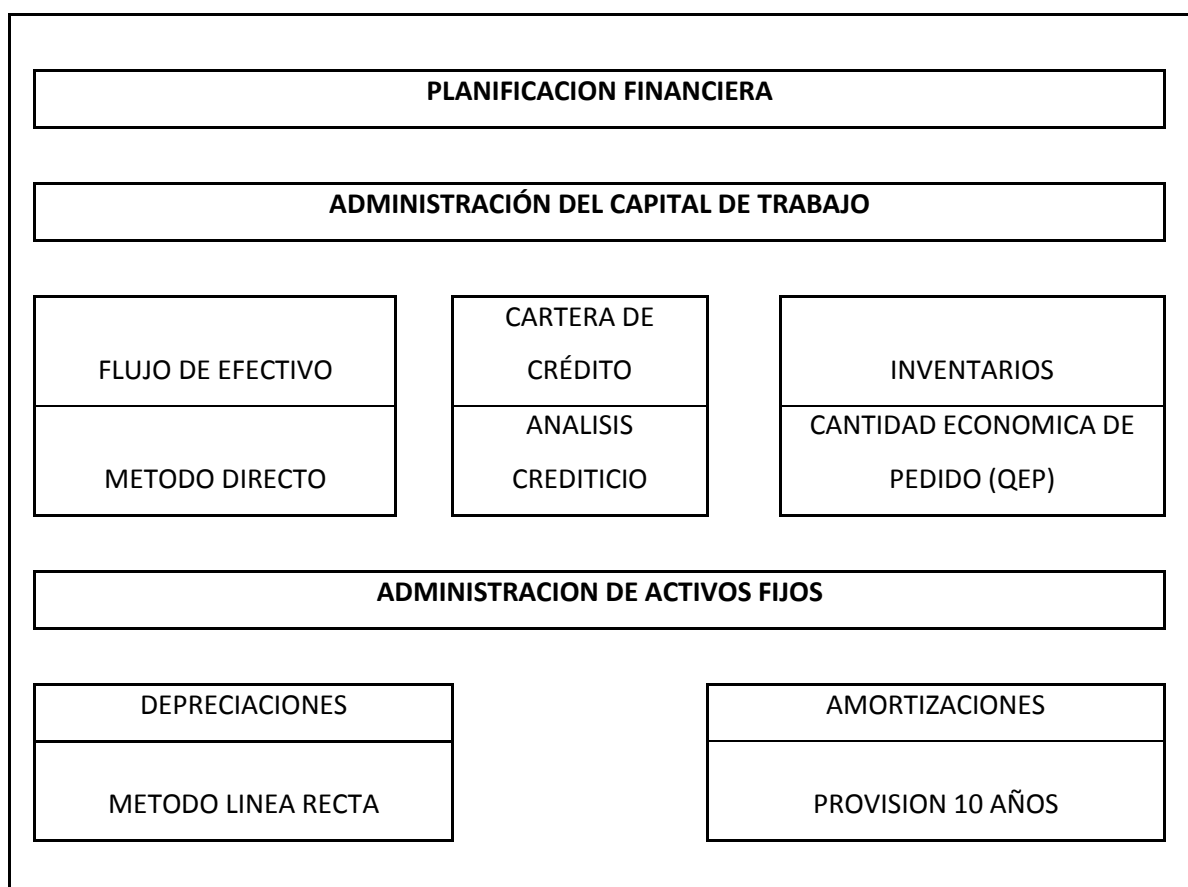 PLANIFICACION FINANCIERA
ADMINISTRACIÓN DEL CAPITAL DE TRABAJO
FLUJO DE EFECTIVO
METODO DIRECTO
CARTERA DE
CRÉDITO
ANALISIS
CREDITICIO
INVENTARIOS
CANTIDAD ECONOMICA DE
PEDIDO (QEP)
ADMINISTRACION DE ACTIVOS FIJOS
DEPRECIACIONES
METODO LINEA RECTA
AMORTIZACIONES
PROVISION 10 AÑOS